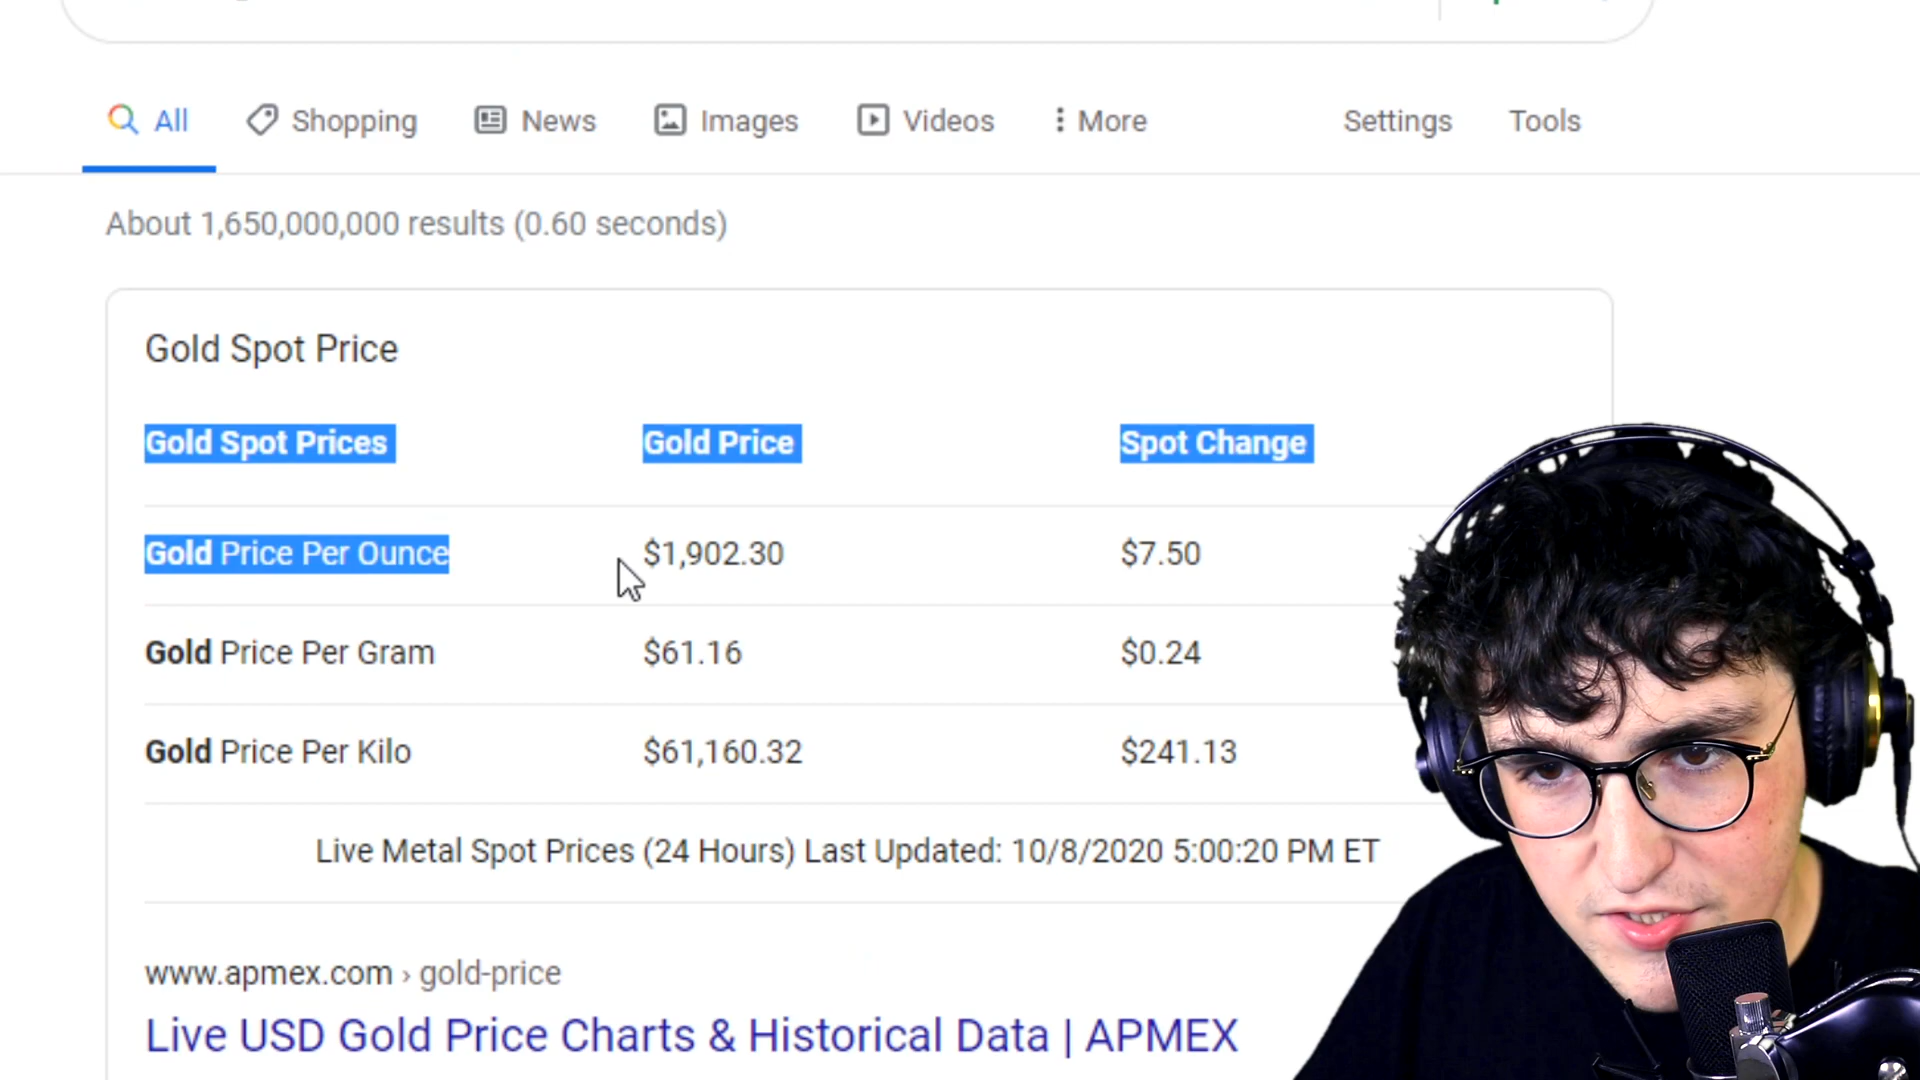 All Shopping News Images Videos More Settings Tools
About 1,650,000,000 results (0.60 seconds)
Gold Spot Price
Gold Spot Prices Gold Price Spot Change
Gold Price Per Ounce $1,902.30 $7.50
Gold Price Per Gram $61.16 $0.24
Gold Price Per Kilo $61,160.32 $241.13
Live Metal Spot Prices (24 Hours) Last Updated: 10/8/2020 5:00:20 PM ET
www.apmex.com › gold-price
Live USD Gold Price Charts & Historical Data | APMEX